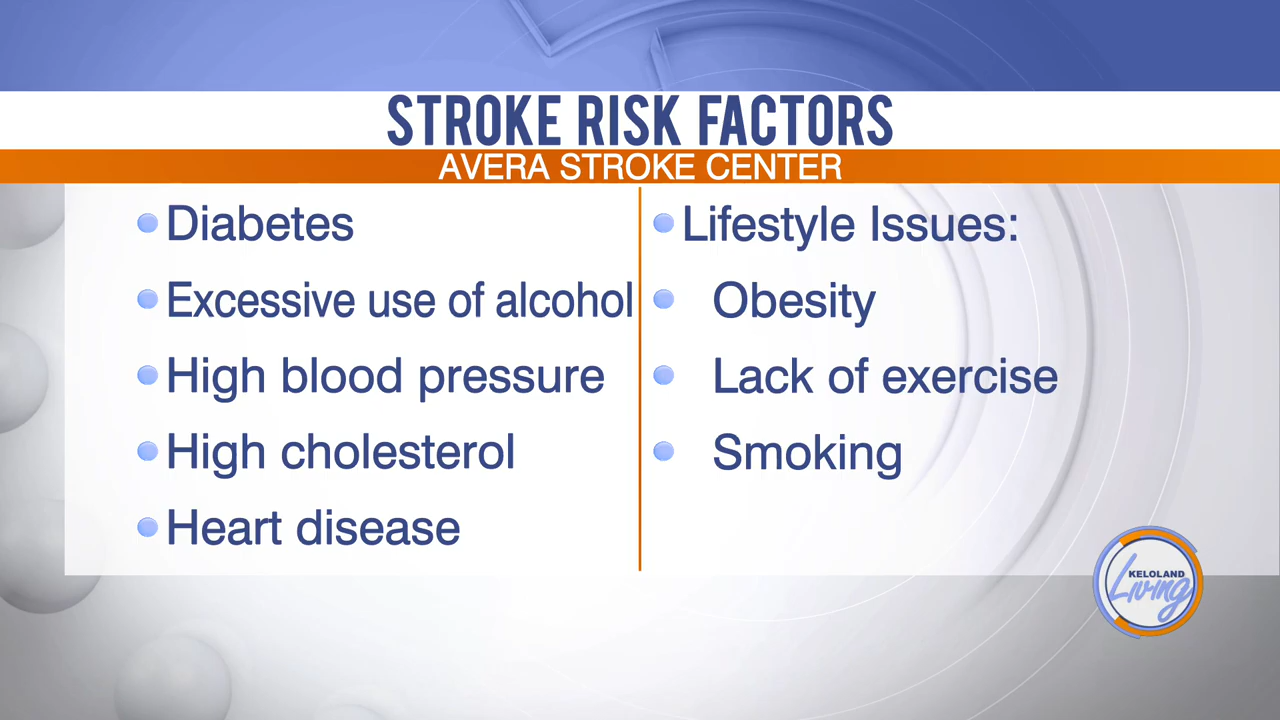 STROKE RISK FACTORS
AVERA STROKE CENTER
Diabetes
Excessive use of alcohol
High blood pressure
High cholesterol
Heart disease
Lifestyle Issues:
Obesity
Lack of exercise
Smoking
KELOLAND
Living